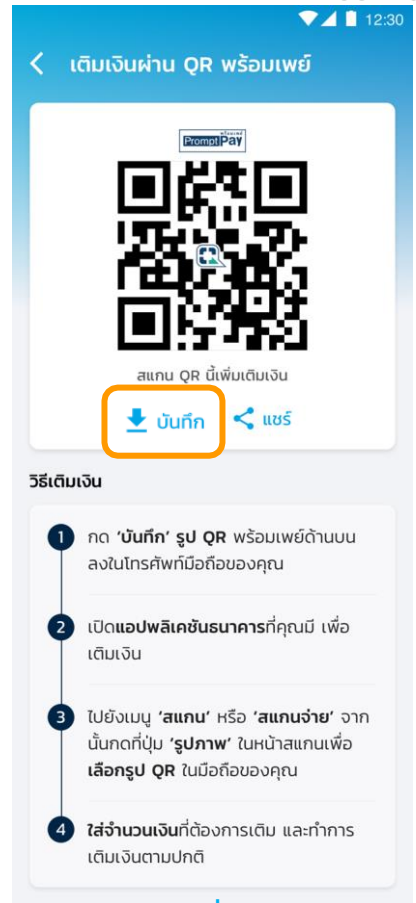 12:30
เติมเงินผ่าน QR พร้อมเพย์
พร้อมเพย์
PromptPay
สแกน QR นี้เพิ่มเติมเงิน
บันทึก
แชร์
วิธีเติมเงิน
1 กด ‘บันทึก’ รูป QR พร้อมเพย์ด้านบน
ลงในโทรศัพท์มือถือของคุณ
2 เปิดแอปพลิเคชันธนาคารที่คุณมี เพื่อ
เติมเงิน
3 ไปยังเมนู ‘สแกน’ หรือ ‘สแกนจ่าย’ จาก
นั้นกดที่ปุ่ม ‘รูปภาพ’ ในหน้าสแกนเพื่อ
เลือกรูป QR ในมือถือของคุณ
4 ใส่จำนวนเงินที่ต้องการเติม และทำการ
เติมเงินตามปกติ